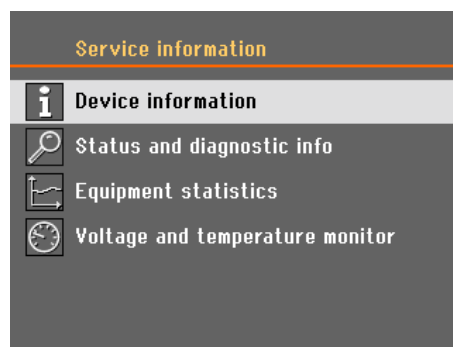 Service information
Device information
Status and diagnostic info
Equipment statistics
Voltage and temperature monitor